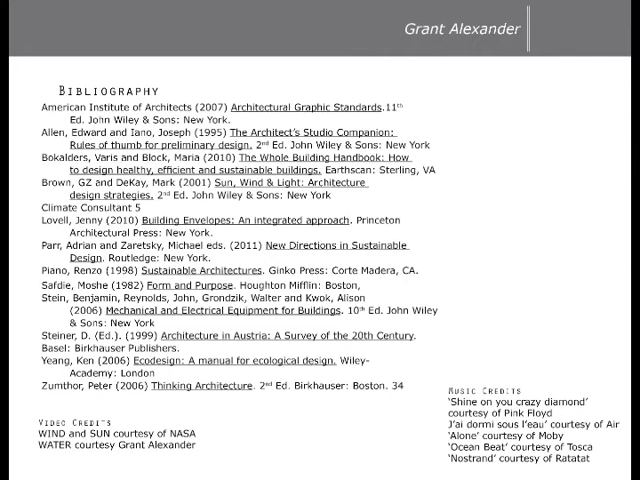 Grant Alexander
BIBLIOGRAPHY
American Institute of Architects (2007) Architectural Graphic Standards.11th
Ed. John Wiley & Sons: New York.
Allen, Edward and Iano, Joseph (1995) The Architect's Studio Companion:
Rules of thumb for preliminary design. 2nd Ed. John Wiley & Sons: New York
Bokalders, Varis and Block, Maria (2010) The Whole Building Handbook: How
to design healthy, efficient and sustainable buildings. Earthscan: Sterling, VA
Brown, GZ and DeKay, Mark (2001) Sun, Wind & Light: Architecture
design strategies. 2nd Ed. John Wiley & Sons: New York
Climate Consultant 5
Lovell, Jenny (2010) Building Envelopes: An integrated approach. Princeton
Architectural Press: New York.
Parr, Adrian and Zaretsky, Michael eds. (2011) New Directions in Sustainable
Design. Routledge: New York.
Piano, Renzo (1998) Sustainable Architectures. Ginko Press: Corte Madera, CA.
Safdie, Moshe (1982) Form and Purpose. Houghton Mifflin: Boston,
Stein, Benjamin, Reynolds, John, Grondzik, Walter and Kwok, Alison
(2006) Mechanical and Electrical Equipment for Buildings. 10th Ed. John Wiley
& Sons: New York
Steiner, D. (Ed.). (1999) Architecture in Austria: A Survey of the 20th Century.
Basel: Birkhauser Publishers.
Yeang, Ken (2006) Ecodesign: A manual for ecological design. Wiley-
Academy: London
Zumthor, Peter (2006) Thinking Architecture. 2nd Ed. Birkhauser: Boston. 34
VIDEO CREDITS
WIND and SUN courtesy of NASA
WATER courtesy Grant Alexander
MUSIC CREDITS
'Shine on you crazy diamond'
courtesy of Pink Floyd
J'ai dormi sous l'eau' courtesy of Air
'Alone' courtesy of Moby
'Ocean Beat' courtesy of Tosca
'Nostrand' courtesy of Ratatat